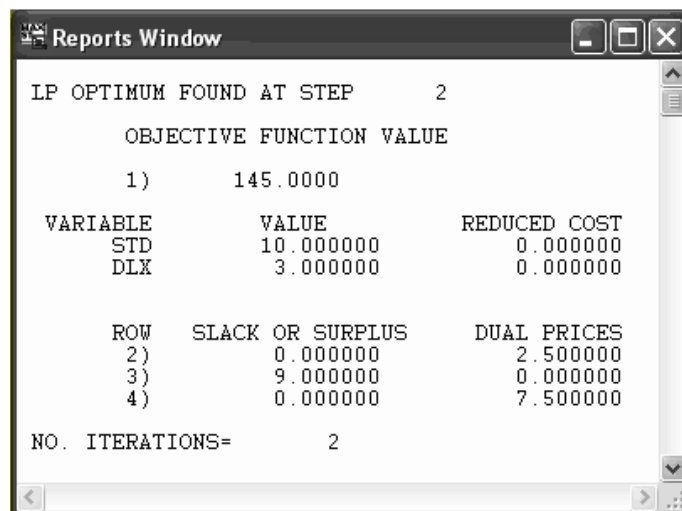 Reports Window
LP OPTIMUM FOUND AT STEP 2
OBJECTIVE FUNCTION VALUE
1) 145.0000
VARIABLE VALUE REDUCED COST
STD 10.000000 0.000000
DLX 3.000000 0.000000
ROW SLACK OR SURPLUS DUAL PRICES
2) 0.000000 2.500000
3) 9.000000 0.000000
4) 0.000000 7.500000
NO. ITERATIONS= 2